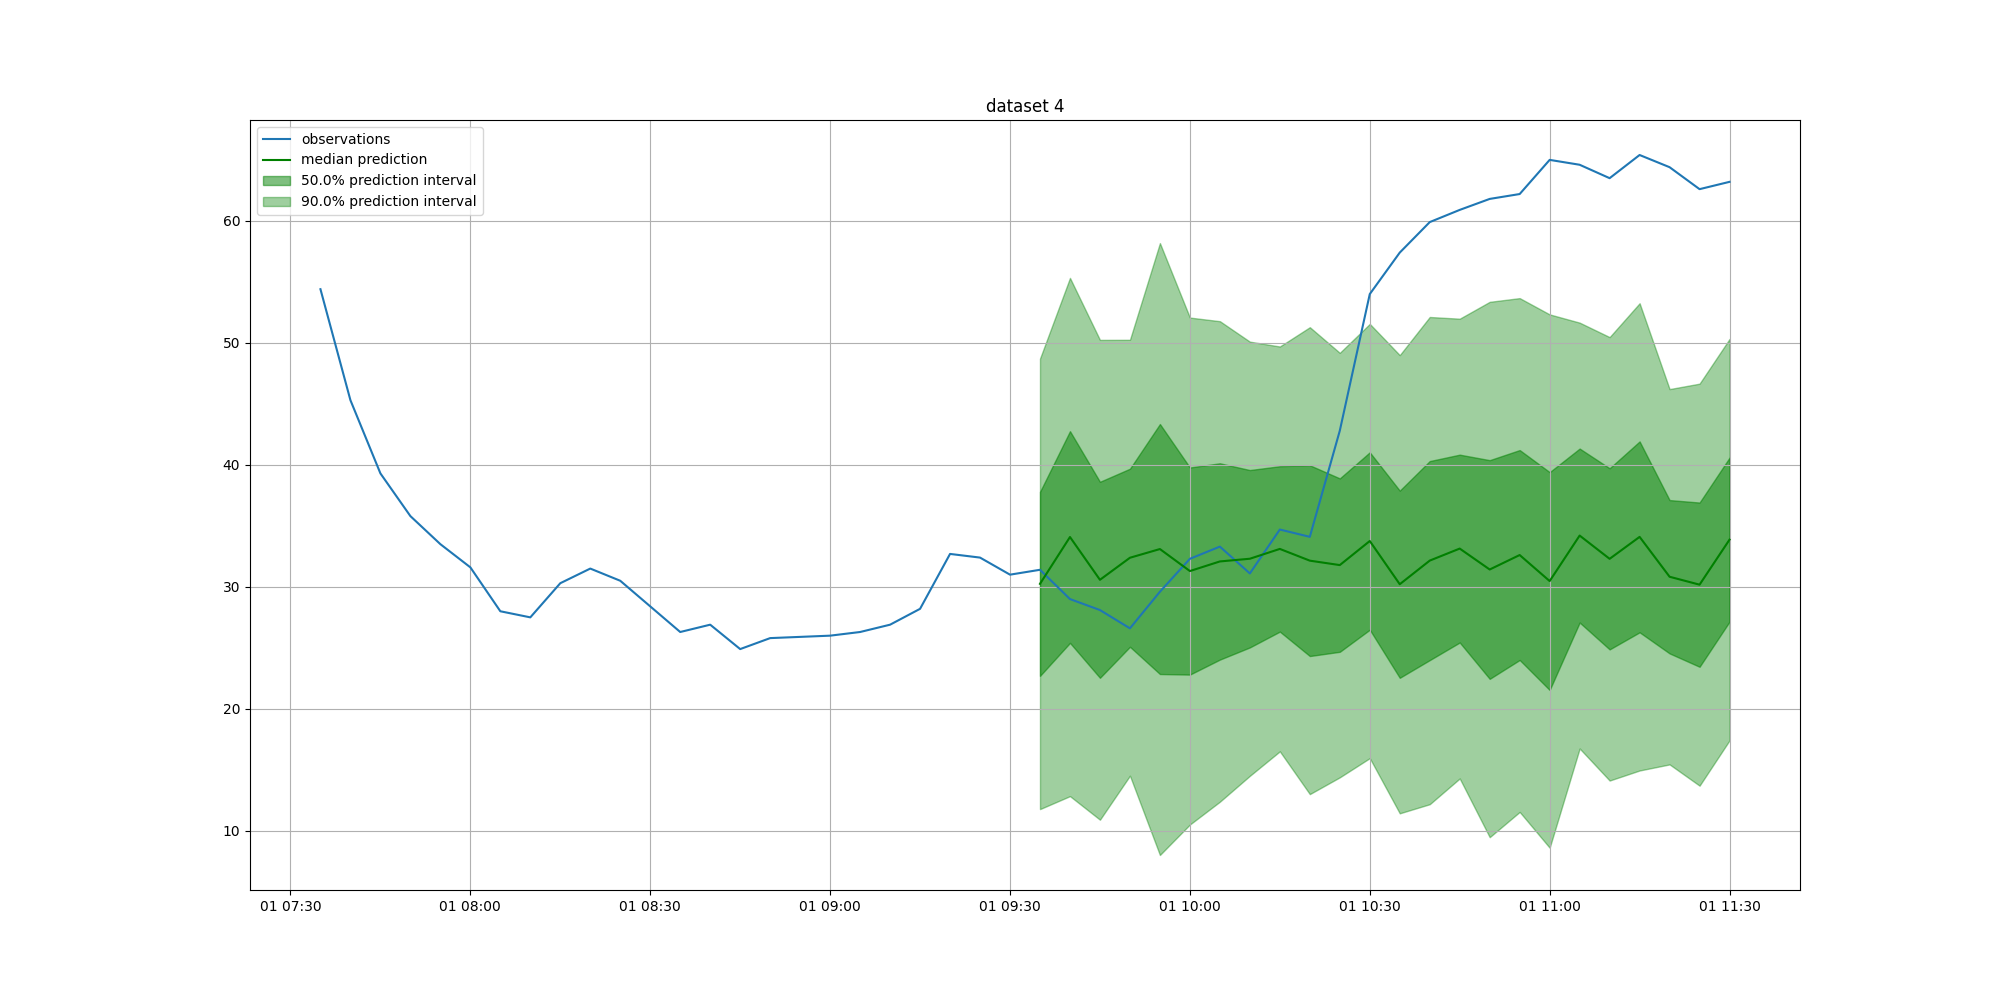 dataset 4
observations
median prediction
50.0% prediction interval
90.0% prediction interval
60
50
40
30
20
10
01 07:30 01 08:00 01 08:30 01 09:00 01 09:30 01 10:00 01 10:30 01 11:00 01 11:30